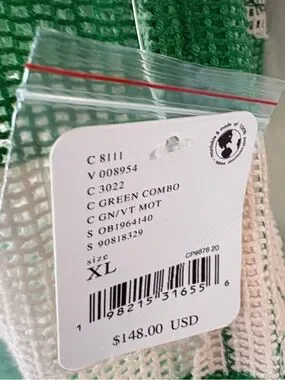 C 8111
V 008954
C 3022
C GREEN COMBO
C GN/VT MOT
S OB1964140
S 90818329
size
XL
CP6676 20
1 98215 31655 6
$148.00 USD